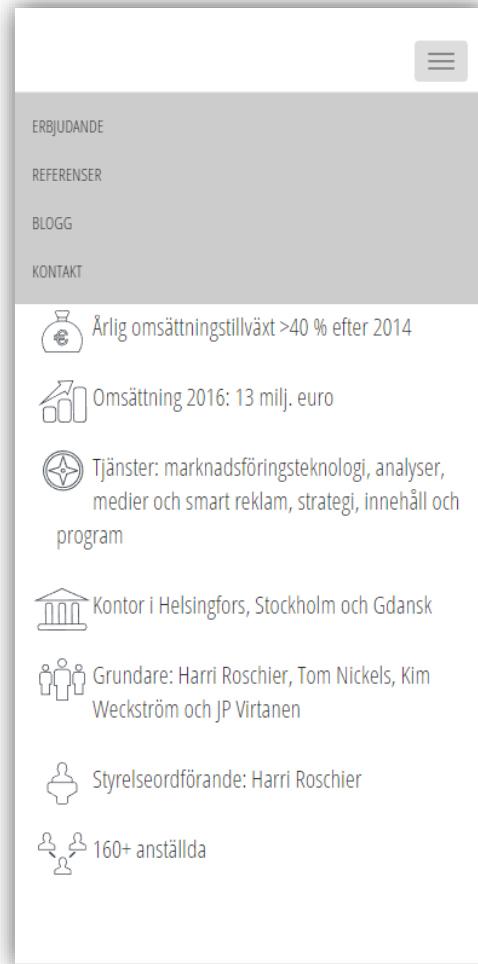 ERBJUDANDE
REFERENSER
BLOGG
KONTAKT
Årlig omsättningstillväxt >40 % efter 2014
Omsättning 2016: 13 milj. euro
Tjänster: marknadsföringsteknologi, analyser,
medier och smart reklam, strategi, innehåll och
program
Kontor i Helsingfors, Stockholm och Gdansk
Grundare: Harri Roschier, Tom Nickels, Kim
Weckström och JP Virtanen
Styrelseordförande: Harri Roschier
160+ anställda